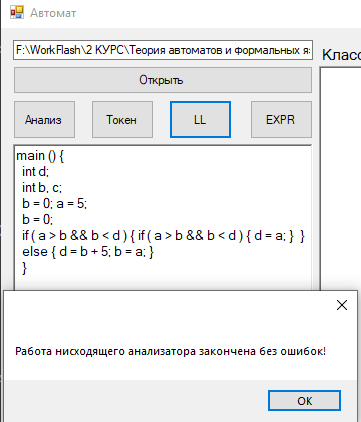 Автомат
F:\WorkFlash\2 КУРС\Теория автоматов и формальных яз
Класс
Открыть
Анализ Токен LL EXPR
main () {
int d;
int b, c;
b = 0; a = 5;
b = 0;
if ( a > b && b < d ) { if ( a > b && b < d ) { d = a; } }
else { d = b + 5; b = a; }
}
Работа нисходящего анализатора закончена без ошибок!
OK